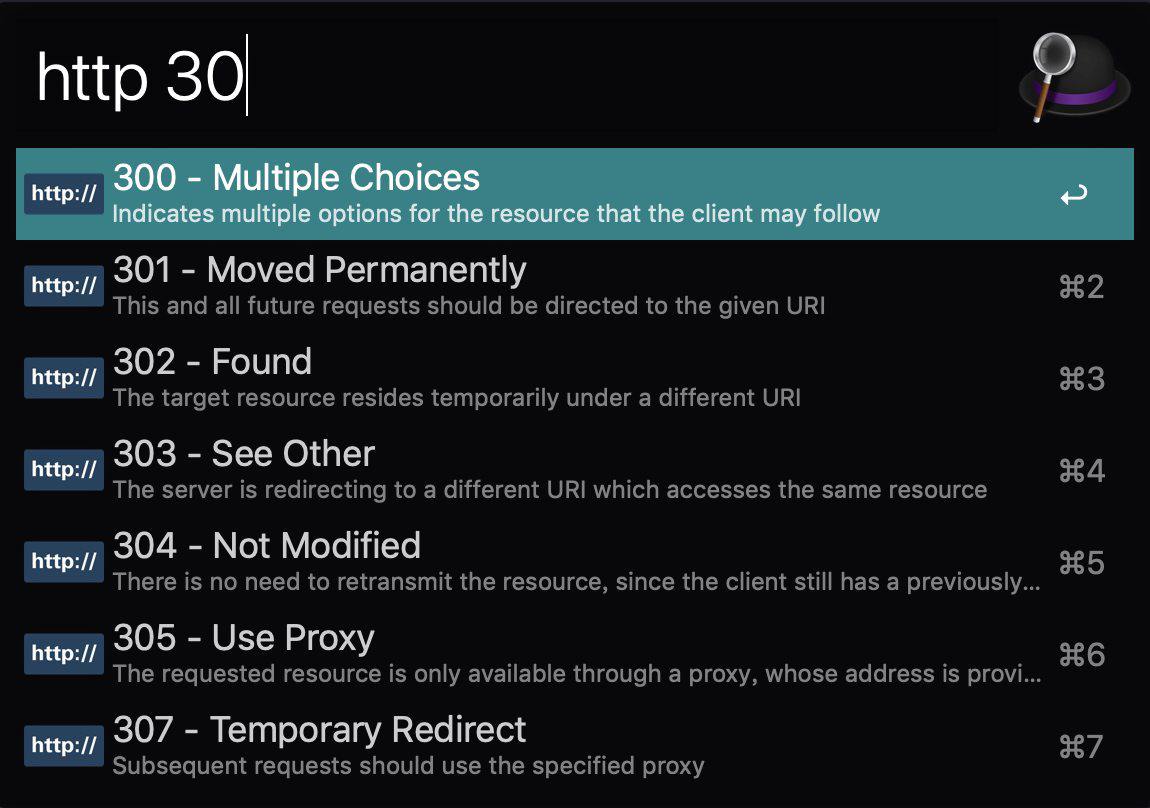 http 30
http:// 300 - Multiple Choices
Indicates multiple options for the resource that the client may follow
http:// 301 - Moved Permanently ⌘2
This and all future requests should be directed to the given URI
http:// 302 - Found ⌘3
The target resource resides temporarily under a different URI
http:// 303 - See Other ⌘4
The server is redirecting to a different URI which accesses the same resource
http:// 304 - Not Modified ⌘5
There is no need to retransmit the resource, since the client still has a previously...
http:// 305 - Use Proxy ⌘6
The requested resource is only available through a proxy, whose address is provi...
http:// 307 - Temporary Redirect ⌘7
Subsequent requests should use the specified proxy